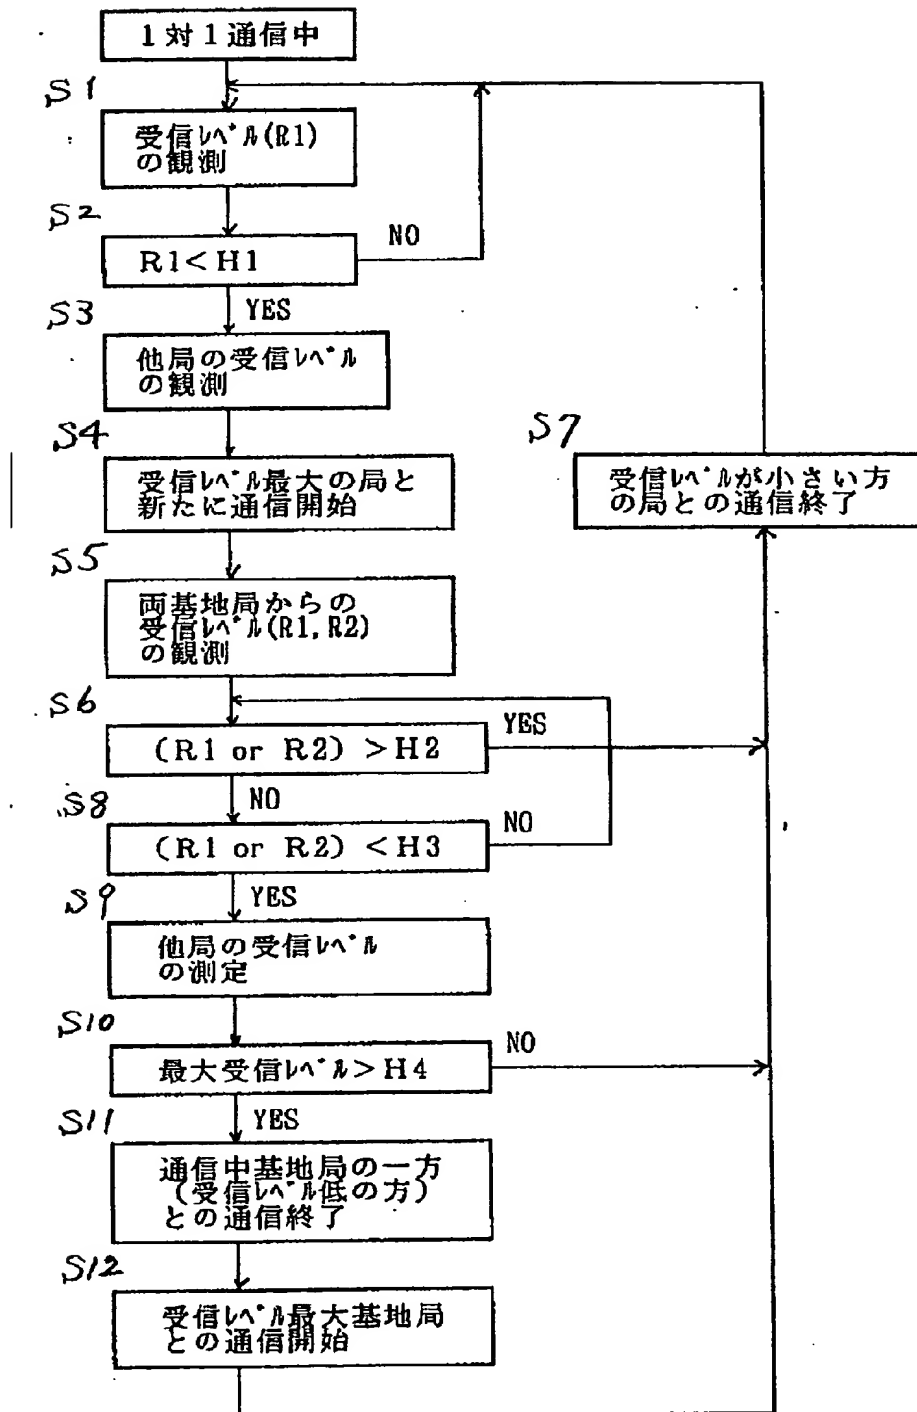 1対1通信中
S1
受信レベル(R1)
の観測
S2
R1<H1
NO
S3
YES
他局の受信レベル
の観測
S4
受信レベル最大の局と
新たに通信開始
S7
受信レベルが小さい方
の局との通信終了
S5
両基地局からの
受信レベル(R1,R2)
の観測
S6
(R1 or R2)>H2
YES
S8
NO
(R1 or R2)<H3
NO
S9
YES
他局の受信レベル
の測定
S10
最大受信レベル>H4
NO
S11
YES
通信中基地局の一方
(受信レベル低の方)
との通信終了
S12
受信レベル最大基地局
との通信開始